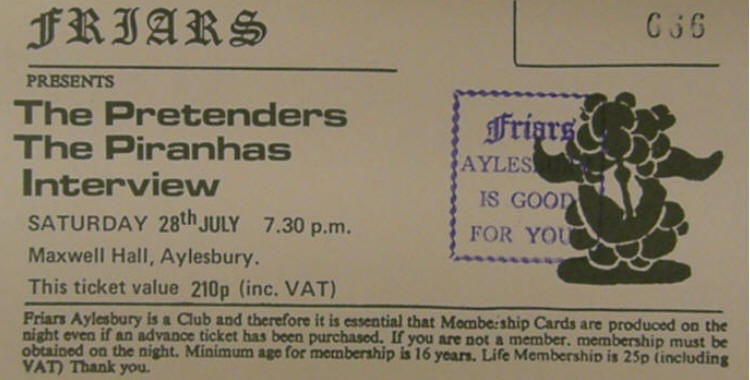 FRIARS
PRESENTS
The Pretenders
The Piranhas
Interview
SATURDAY 28th JULY 7.30 p.m.
Maxwell Hall, Aylesbury.
This ticket value 210p (inc. VAT)
Friars
AYLES
IS GOOD
FOR YOU
Friars Aylesbury is a Club and therefore it is essential that Membership Cards are produced on the
night even if an advance ticket has been purchased. If you are not a member. membership must be
obtained on the night. Minimum age for membership is 16 years. Life Membership is 25p (including
VAT) Thank you.